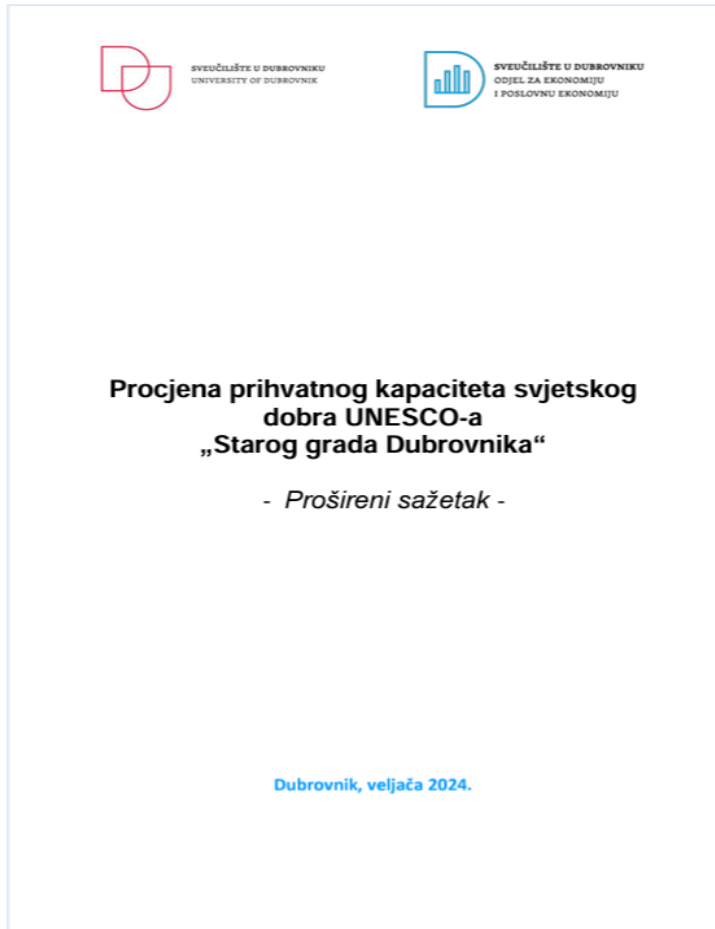 SVEUČILIŠTE U DUBROVNIKU
UNIVERSITY OF DUBROVNIK
SVEUČILIŠTE U DUBROVNIKU
ODJEL ZA EKONOMIJU
I POSLOVNU EKONOMIJU
Procjena prihvatnog kapaciteta svjetskog
dobra UNESCO-a
„Starog grada Dubrovnika“
- Prošireni sažetak -
Dubrovnik, veljača 2024.